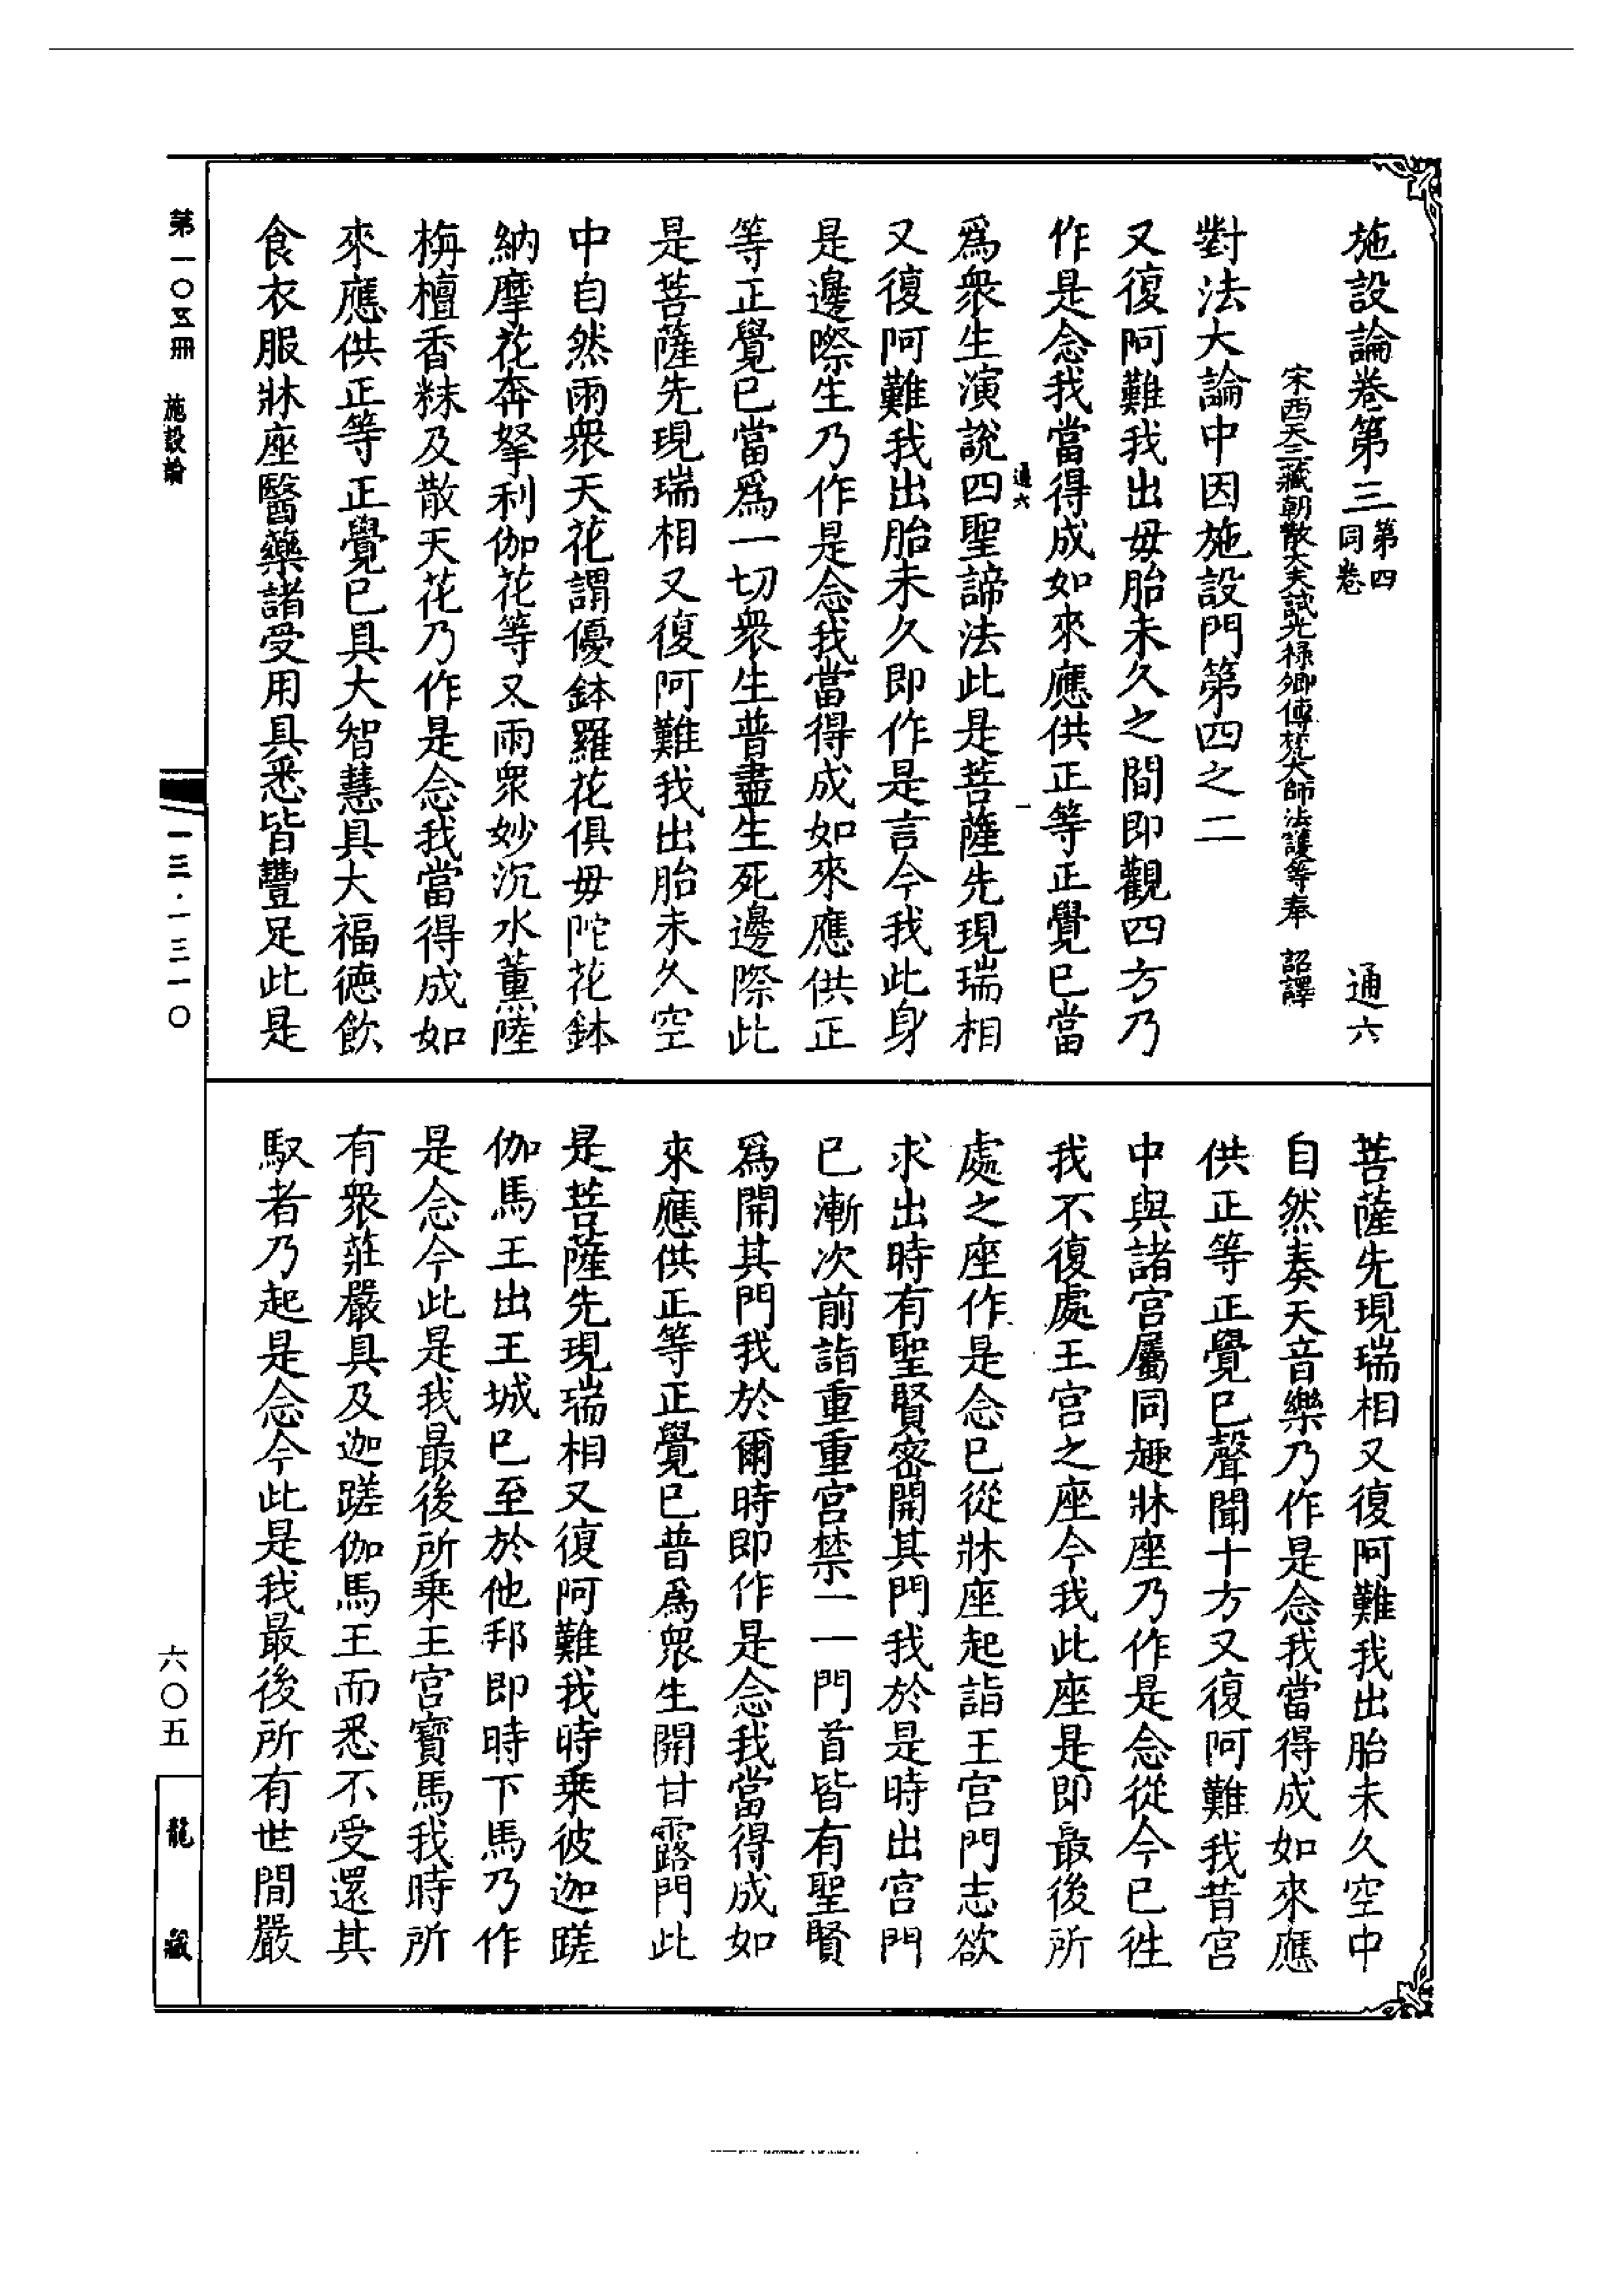 施設論卷第三 第四同卷 通六
宋西天三藏朝散大夫試光祿卿傳梵大師法護等奉 詔譯
對法大論中因施設門第四之二
又復阿難我出毋胎未久之間即觀四方乃
作是念我當得成如來應供正等正覺已當
通六 一
爲衆生演說四聖諦法此是菩薩先現瑞相
又復阿難我出胎未久即作是言今我此身
是邊際生乃作是念我當得成如來應供正
等正覺已當爲一切衆生普盡生死邊際此
是菩薩先現瑞相又復阿難我出胎未久空
中自然雨衆天花謂優鉢羅花俱毋陀花鉢
納摩花奔拏利伽花等又雨衆妙沉水薰陸
栴檀香粖及散天花乃作是念我當得成如
來應供正等正覺已具大智慧具大福德飲
食衣服牀座醫藥諸受用具悉皆豐足此是
菩薩先現瑞相又復阿難我出胎未久空中
自然奏天音樂乃作是念我當得成如來應
供正等正覺已聲聞十方又復阿難我昔宮
中與諸宮屬同趣牀座乃作是念從今已徃
我不復處王宮之座今我此座是即最後所
處之座作是念已從牀座起詣王宮門志欲
求出時有聖賢密開其門我於是時出宮門
已漸次前詣重重宮禁一一門首皆有聖賢
爲開其門我於爾時即作是念我當得成如
來應供正等正覺已普爲衆生開甘露門此
是菩薩先現瑞相又復阿難我時乗彼迦蹉
伽馬王出王城已至於他邦即時下馬乃作
是念今此是我最後所乗王宮寳馬我時所
有衆莊嚴具及迦蹉伽馬王而悉不受還其
馭者乃起是念今此是我最後所有世間嚴
第一〇五冊 施設論
一三·一三一〇
六〇五
龍藏